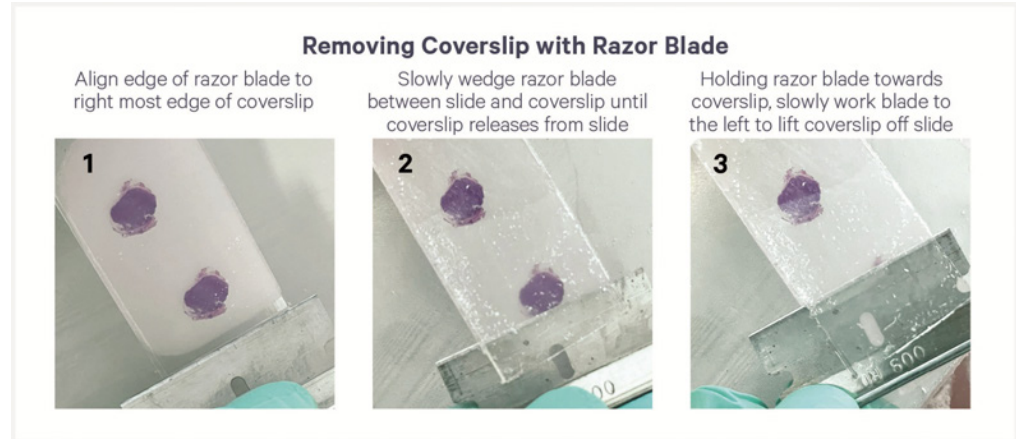 Removing Coverslip with Razor Blade
Align edge of razor blade to
right most edge of coverslip
Slowly wedge razor blade
between slide and coverslip until
coverslip releases from slide
Holding razor blade towards
coverslip, slowly work blade to
the left to lift coverslip off slide
1
2
3